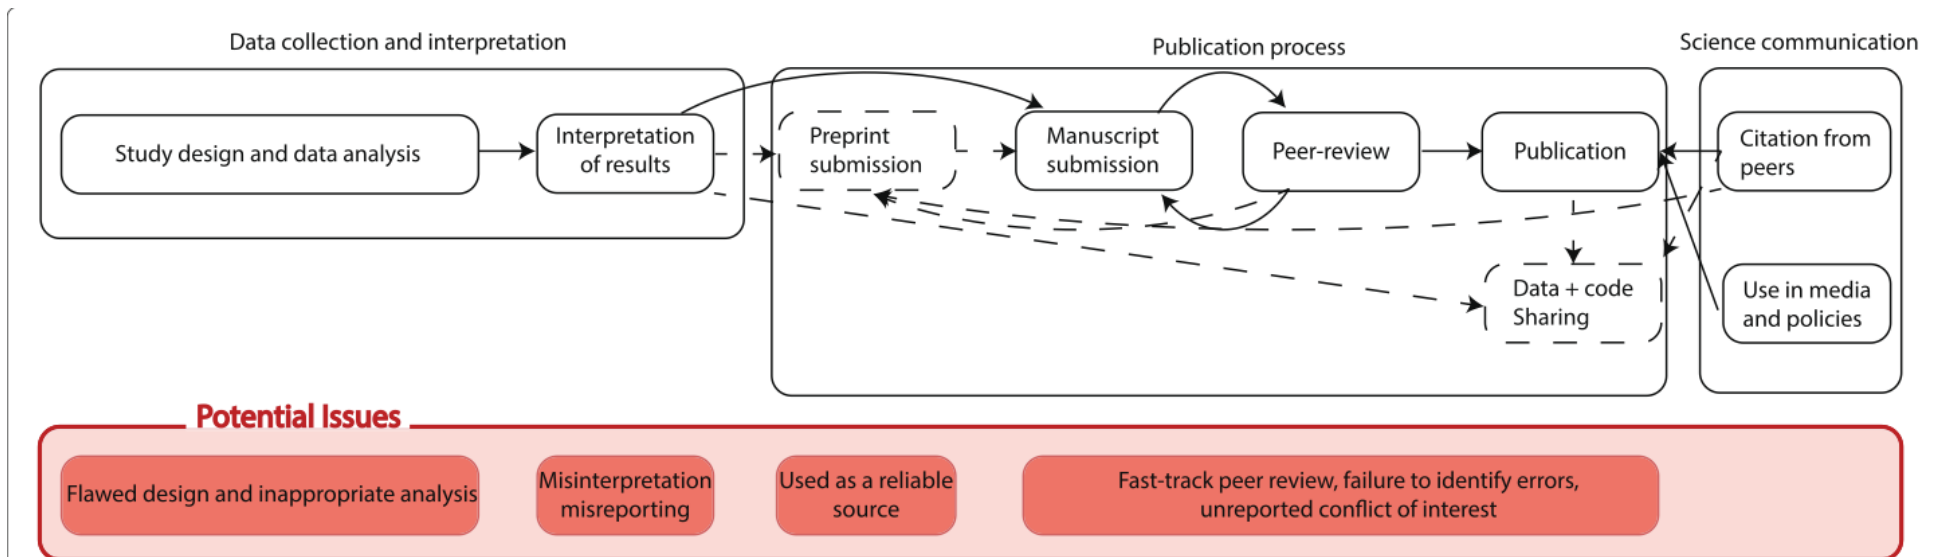 Data collection and interpretation
Publication process
Science communication
Study design and data analysis
Interpretation
of results
Preprint
submission
Manuscript
submission
Peer-review
Publication
Citation from
peers
Data + code
Sharing
Use in media
and policies
Potential Issues
Flawed design and inappropriate analysis
Misinterpretation
misreporting
Used as a reliable
source
Fast-track peer review, failure to identify errors,
unreported conflict of interest